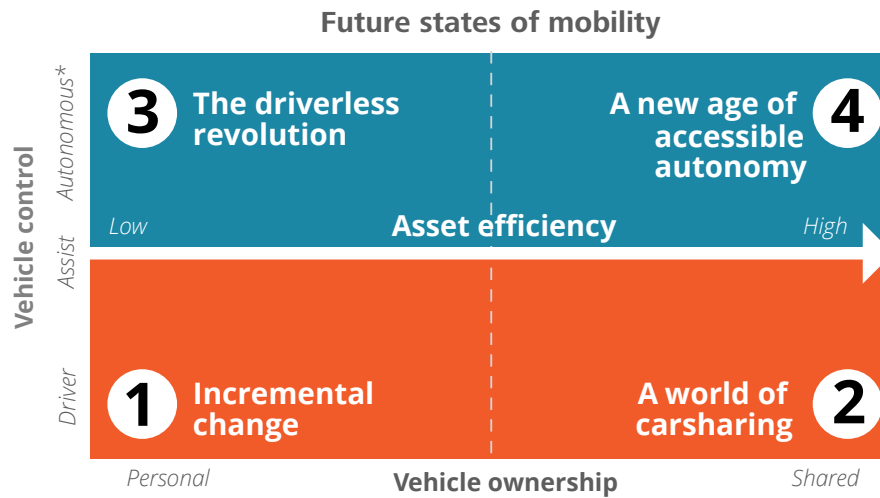 Future states of mobility
Vehicle control
Autonomous*
Assist
Driver
3
The driverless
revolution
A new age of
accessible
autonomy
4
Low
Asset efficiency
High
1
Incremental
change
A world of
carsharing
2
Personal
Vehicle ownership
Shared